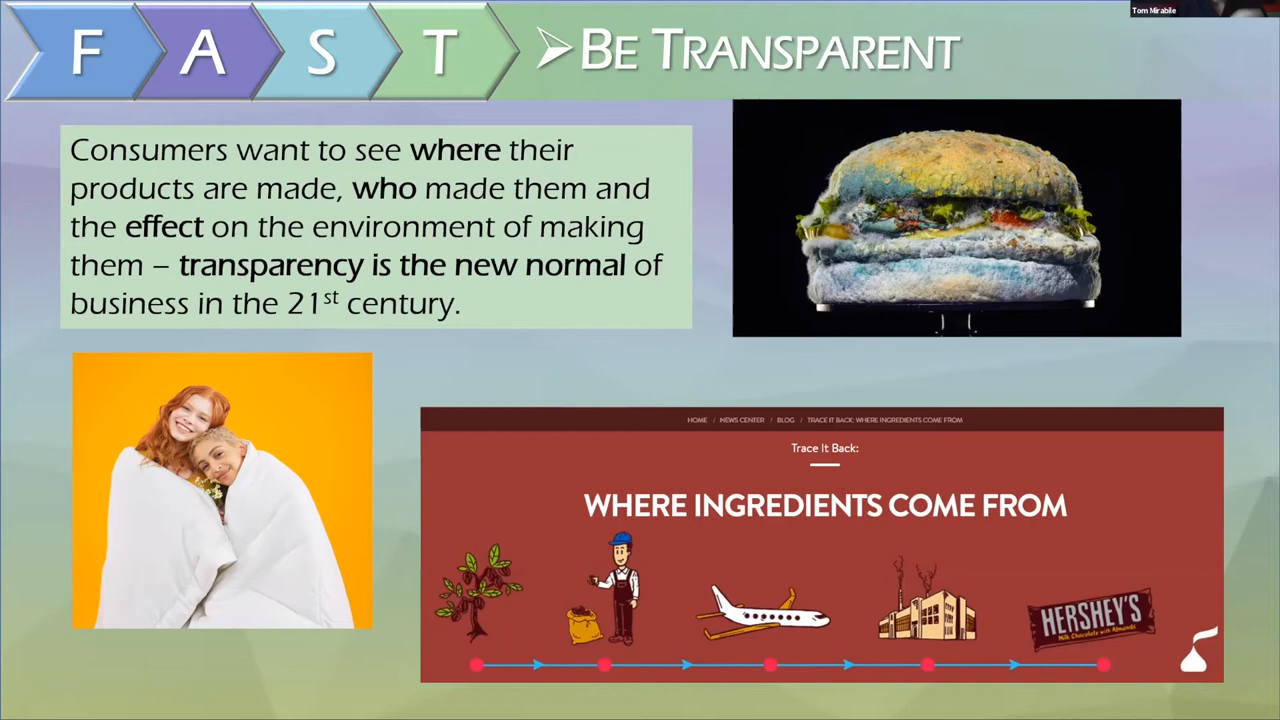 Tom Mirabile
F A S T
BE TRANSPARENT
Consumers want to see where their
products are made, who made them and
the effect on the environment of making
them – transparency is the new normal of
business in the 21st century.
HOME / NEWS CENTER / BLOG / TRACE IT BACK: WHERE INGREDIENTS COME FROM
Trace It Back:
WHERE INGREDIENTS COME FROM
HERSHEY'S
Milk Chocolate with Almonds